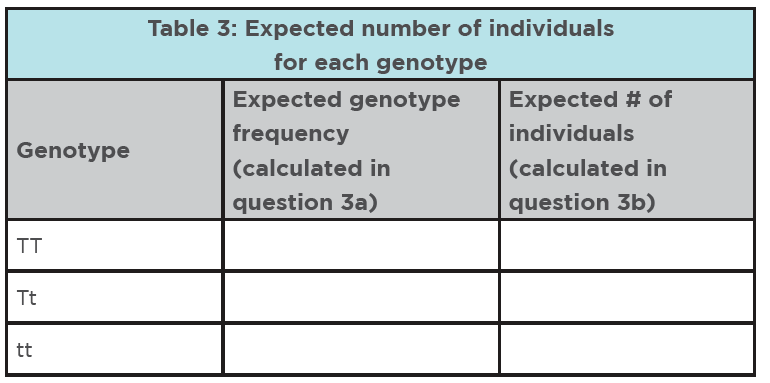 Table 3: Expected number of individuals
for each genotype
Genotype
Expected genotype
frequency
(calculated in
question 3a)
Expected # of
individuals
(calculated in
question 3b)
TT
Tt
tt